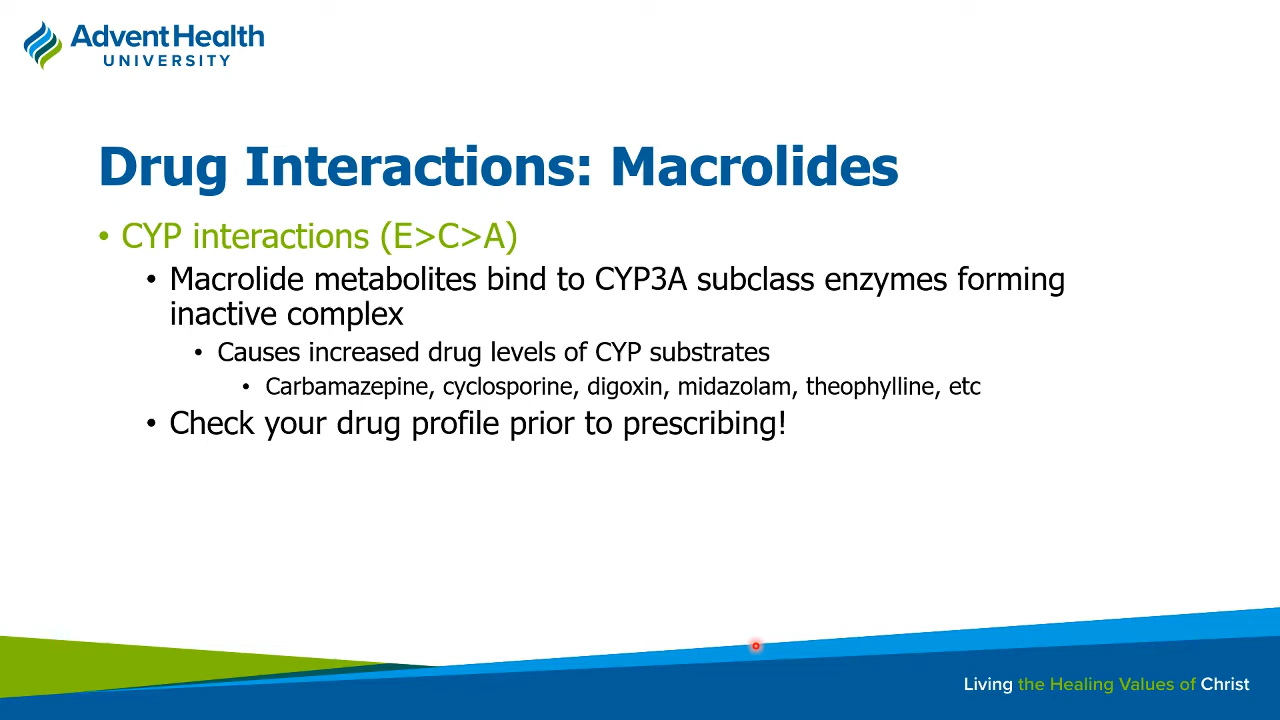 AdventHealth
UNIVERSITY
Drug Interactions: Macrolides
• CYP interactions (E>C>A)
• Macrolide metabolites bind to CYP3A subclass enzymes forming
inactive complex
• Causes increased drug levels of CYP substrates
• Carbamazepine, cyclosporine, digoxin, midazolam, theophylline, etc
• Check your drug profile prior to prescribing!
Living the Healing Values of Christ